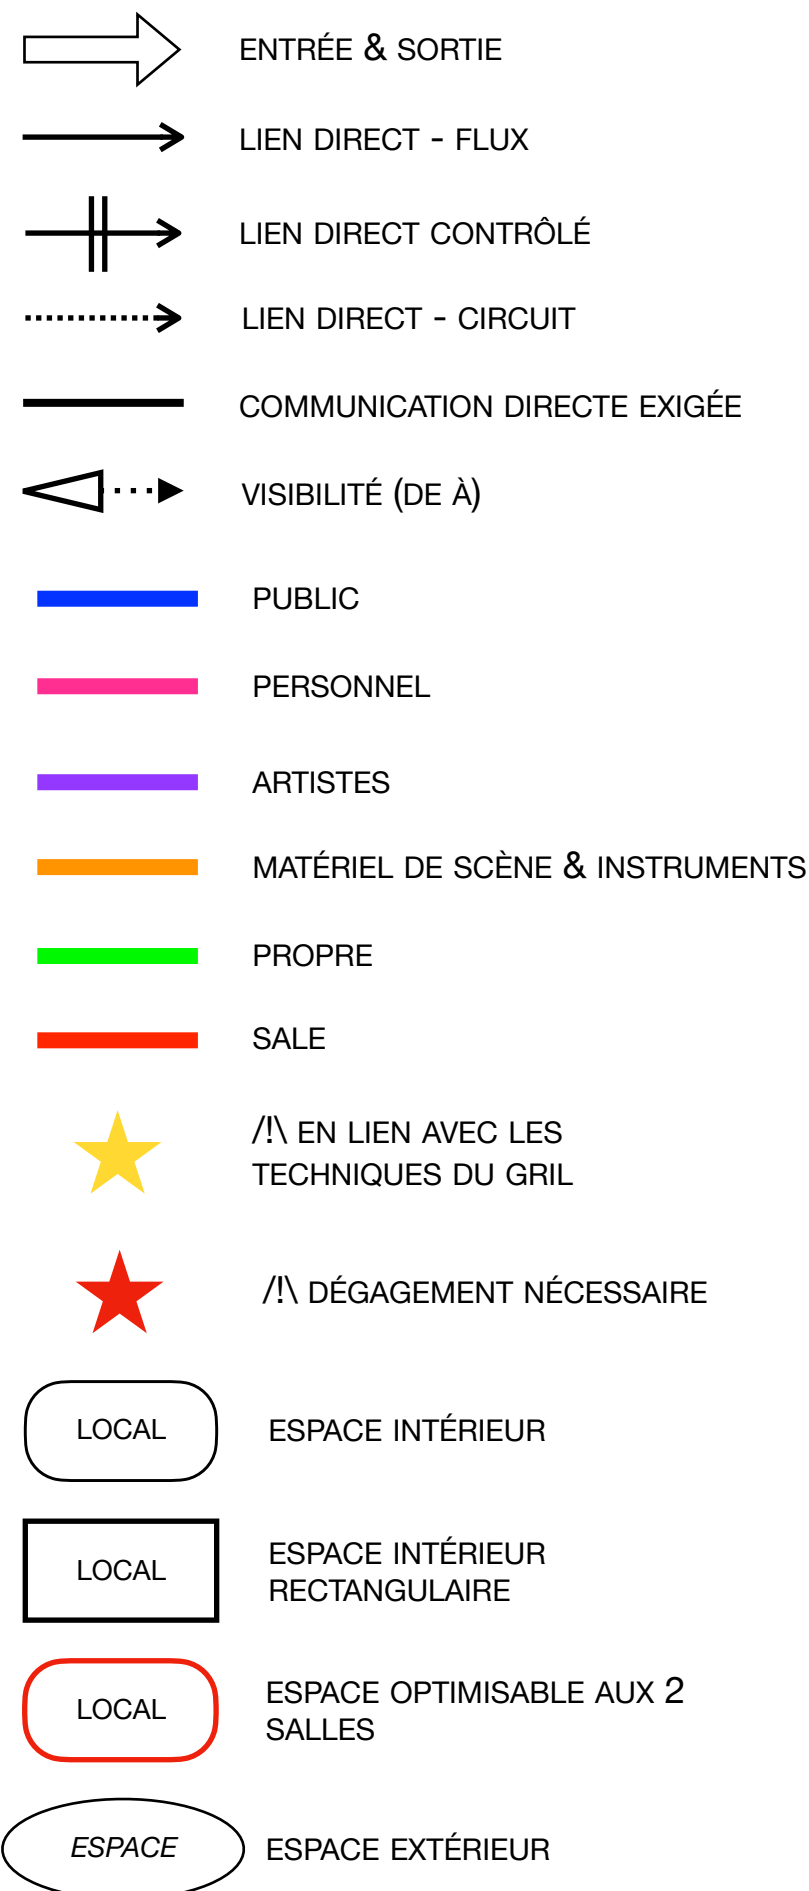 ENTRÉE & SORTIE
LIEN DIRECT - FLUX
LIEN DIRECT CONTRÔLÉ
LIEN DIRECT - CIRCUIT
COMMUNICATION DIRECTE EXIGÉE
VISIBILITÉ (DE À)
PUBLIC
PERSONNEL
ARTISTES
MATÉRIEL DE SCÈNE & INSTRUMENTS
PROPRE
SALE
/!\ EN LIEN AVEC LES
TECHNIQUES DU GRIL
/!\ DÉGAGEMENT NÉCESSAIRE
LOCAL
ESPACE INTÉRIEUR
LOCAL
ESPACE INTÉRIEUR
RECTANGULAIRE
LOCAL
ESPACE OPTIMISABLE AUX 2
SALLES
ESPACE
ESPACE EXTÉRIEUR